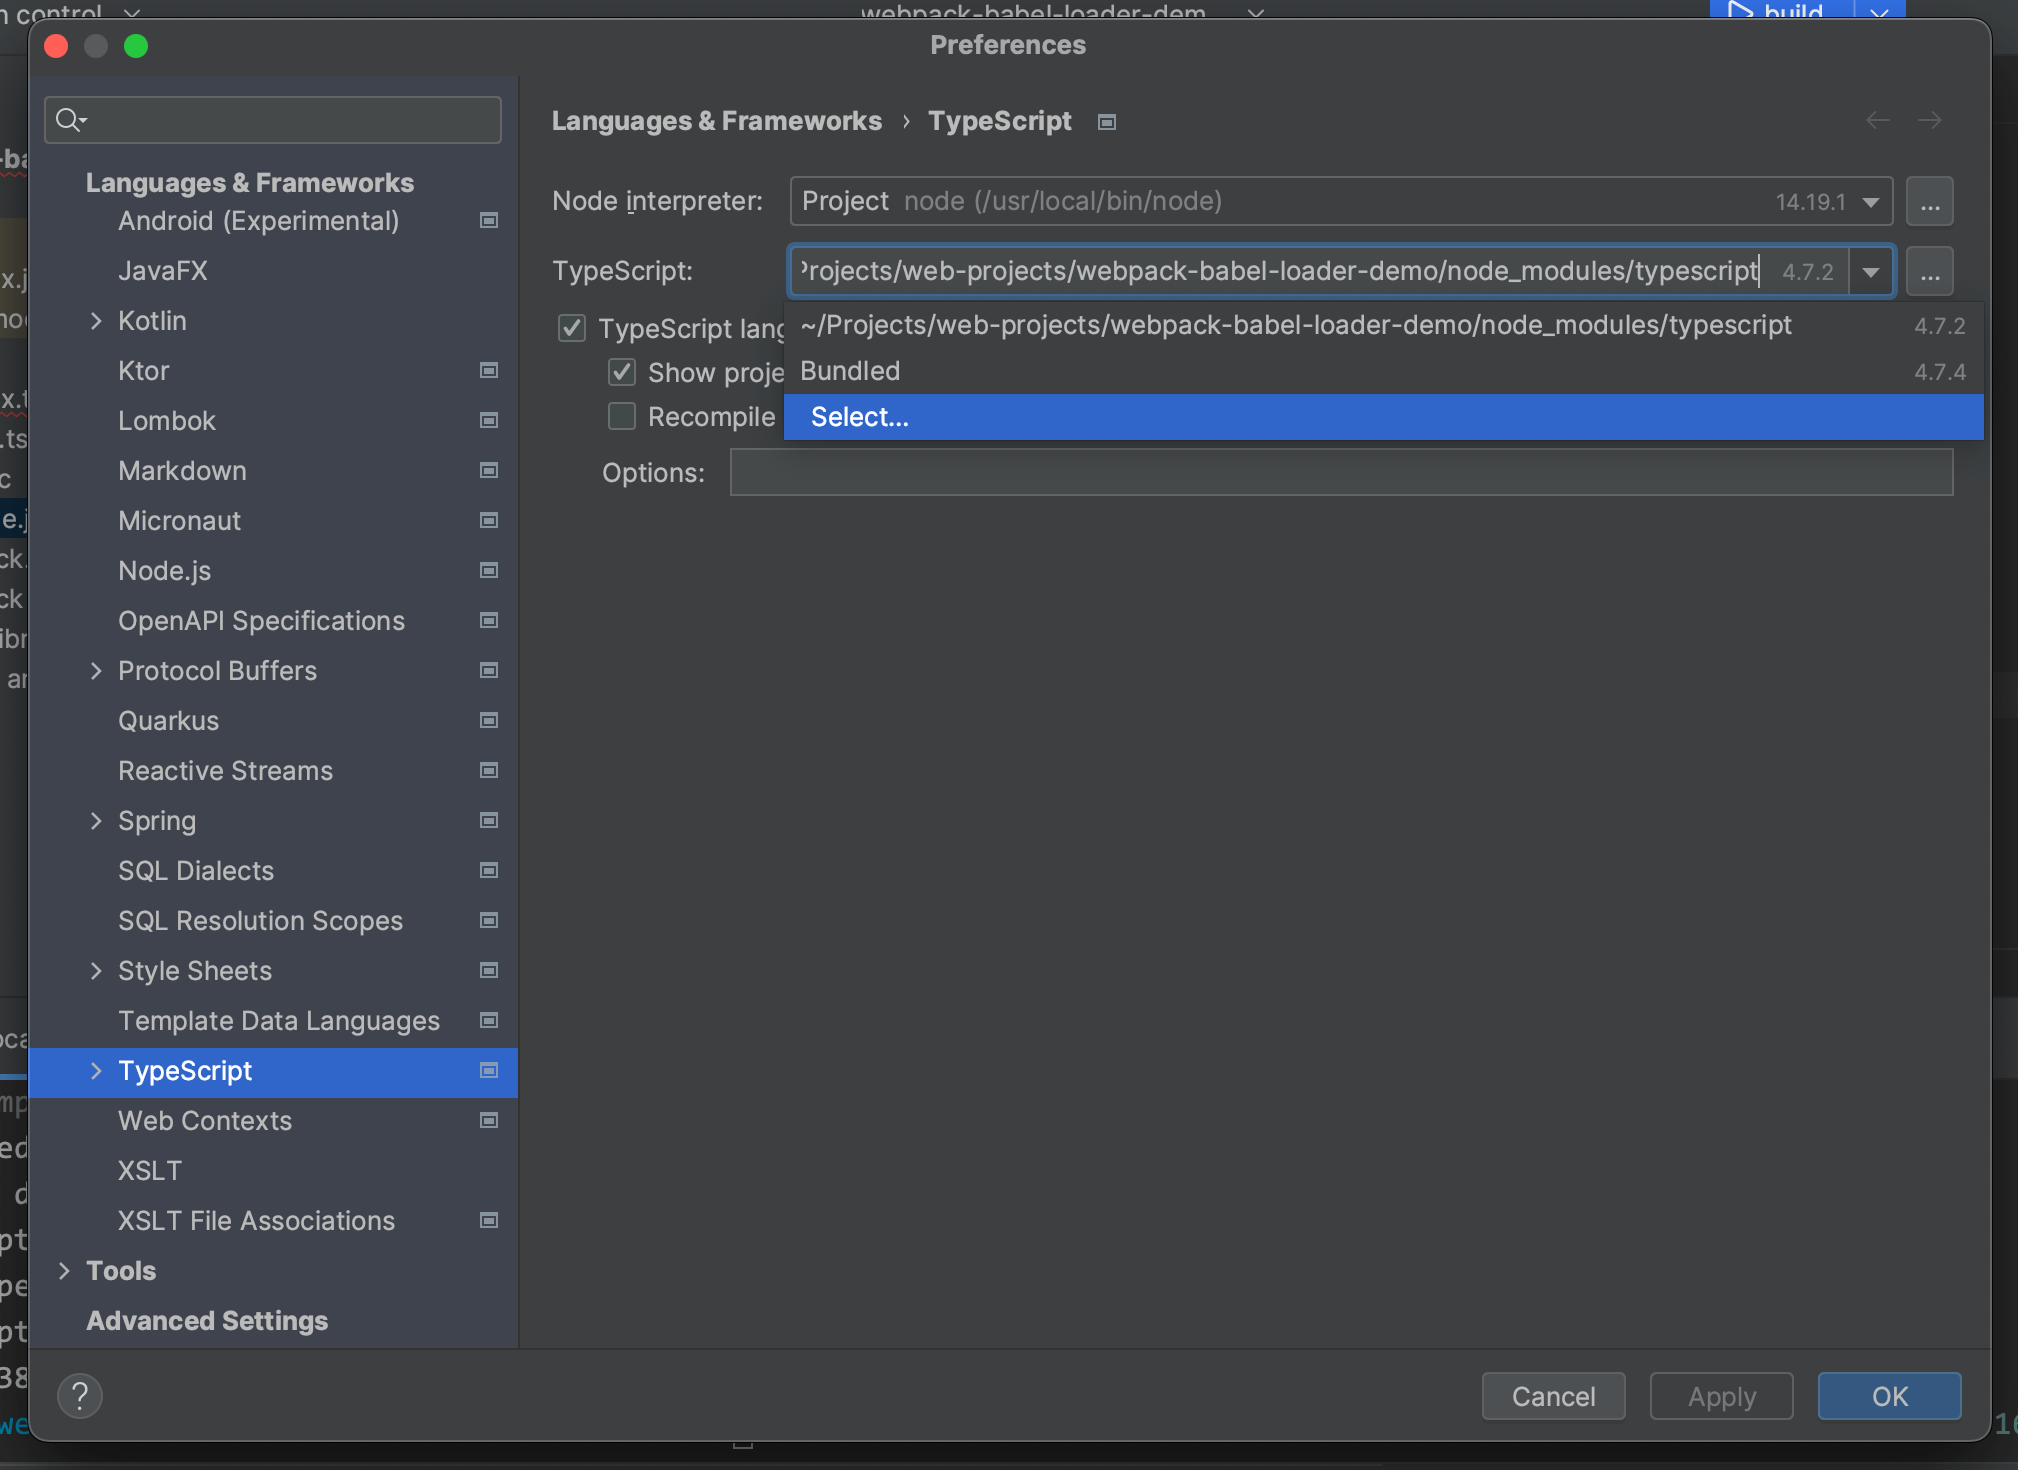 Preferences
Languages & Frameworks › TypeScript
Node interpreter: Project node (/usr/local/bin/node) 14.19.1 ...
TypeScript: rojects/web-projects/webpack-babel-loader-demo/node_modules/typescript 4.7.2 ...
~/Projects/web-projects/webpack-babel-loader-demo/node_modules/typescript 4.7.2
Bundled 4.7.4
Select...
TypeScript lang
Show proje
Recompile
Options:
Languages & Frameworks
Android (Experimental)
JavaFX
Kotlin
Ktor
Lombok
Markdown
Micronaut
Node.js
OpenAPI Specifications
Protocol Buffers
Quarkus
Reactive Streams
Spring
SQL Dialects
SQL Resolution Scopes
Style Sheets
Template Data Languages
TypeScript
Web Contexts
XSLT
XSLT File Associations
Tools
Advanced Settings
?
Cancel
Apply
OK
control
webpack-babel-loader-dem
build